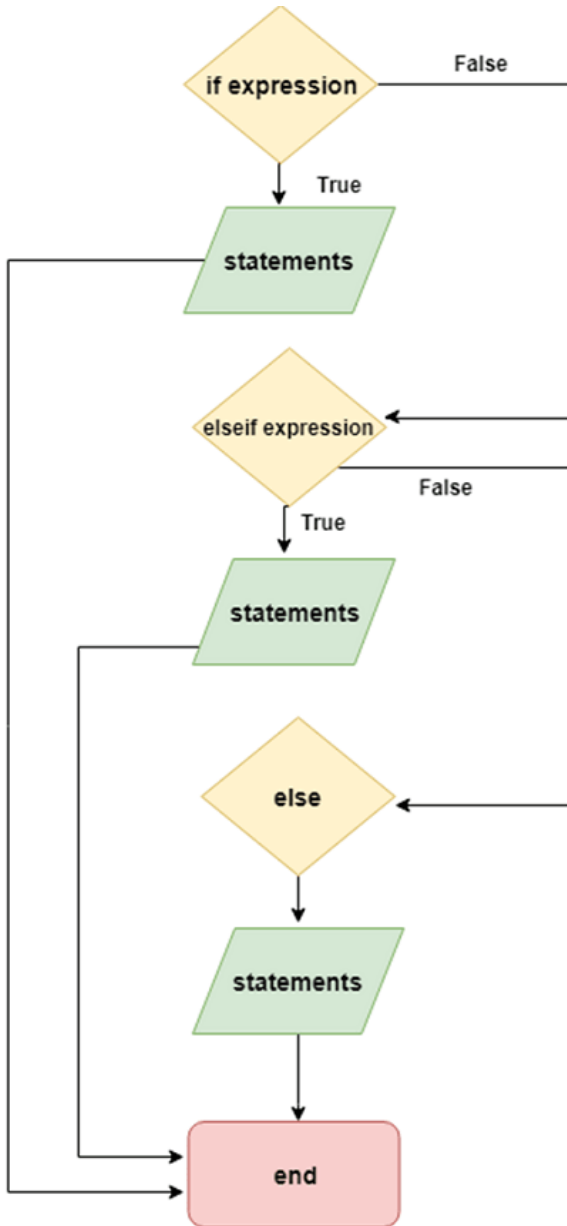 if expression
False
True
statements
elseif expression
False
True
statements
else
statements
end